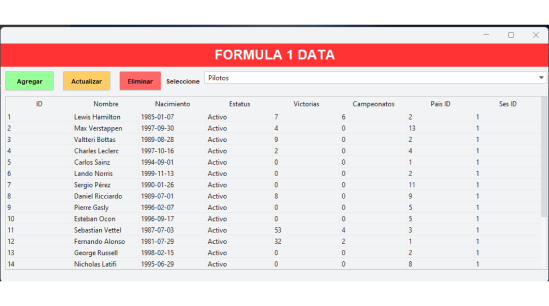 FORMULA 1 DATA
Agregar Actualizar Eliminar Seleccione Pilotos
ID Nombre Nacimiento Estatus Victorias Campeonatos Pais ID Ses ID
1 Lewis Hamilton 1985-01-07 Activo 7 6 2 1
2 Max Verstappen 1997-09-30 Activo 4 0 13 1
3 Valtteri Bottas 1989-08-28 Activo 9 0 2 1
4 Charles Leclerc 1997-10-16 Activo 2 0 4 1
5 Carlos Sainz 1994-09-01 Activo 0 0 1 1
6 Lando Norris 1999-11-13 Activo 0 0 2 1
7 Sergio Pérez 1990-01-26 Activo 0 0 11 1
8 Daniel Ricciardo 1989-07-01 Activo 8 0 9 1
9 Pierre Gasly 1996-02-07 Activo 0 0 5 1
10 Esteban Ocon 1996-09-17 Activo 0 0 5 1
11 Sebastian Vettel 1987-07-03 Activo 53 4 3 1
12 Fernando Alonso 1981-07-29 Activo 32 2 1 1
13 George Russell 1998-02-15 Activo 0 0 2 1
14 Nicholas Latifi 1995-06-29 Activo 0 0 8 1